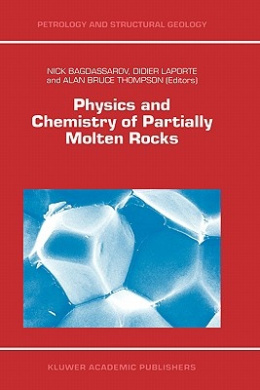 PETROLOGY AND STRUCTURAL GEOLOGY
NICK BAGDASSAROV, DIDIER LAPORTE
and ALAN BRUCE THOMPSON (Editors)
Physics and
Chemistry of Partially
Molten Rocks
KLUWER ACADEMIC PUBLISHERS